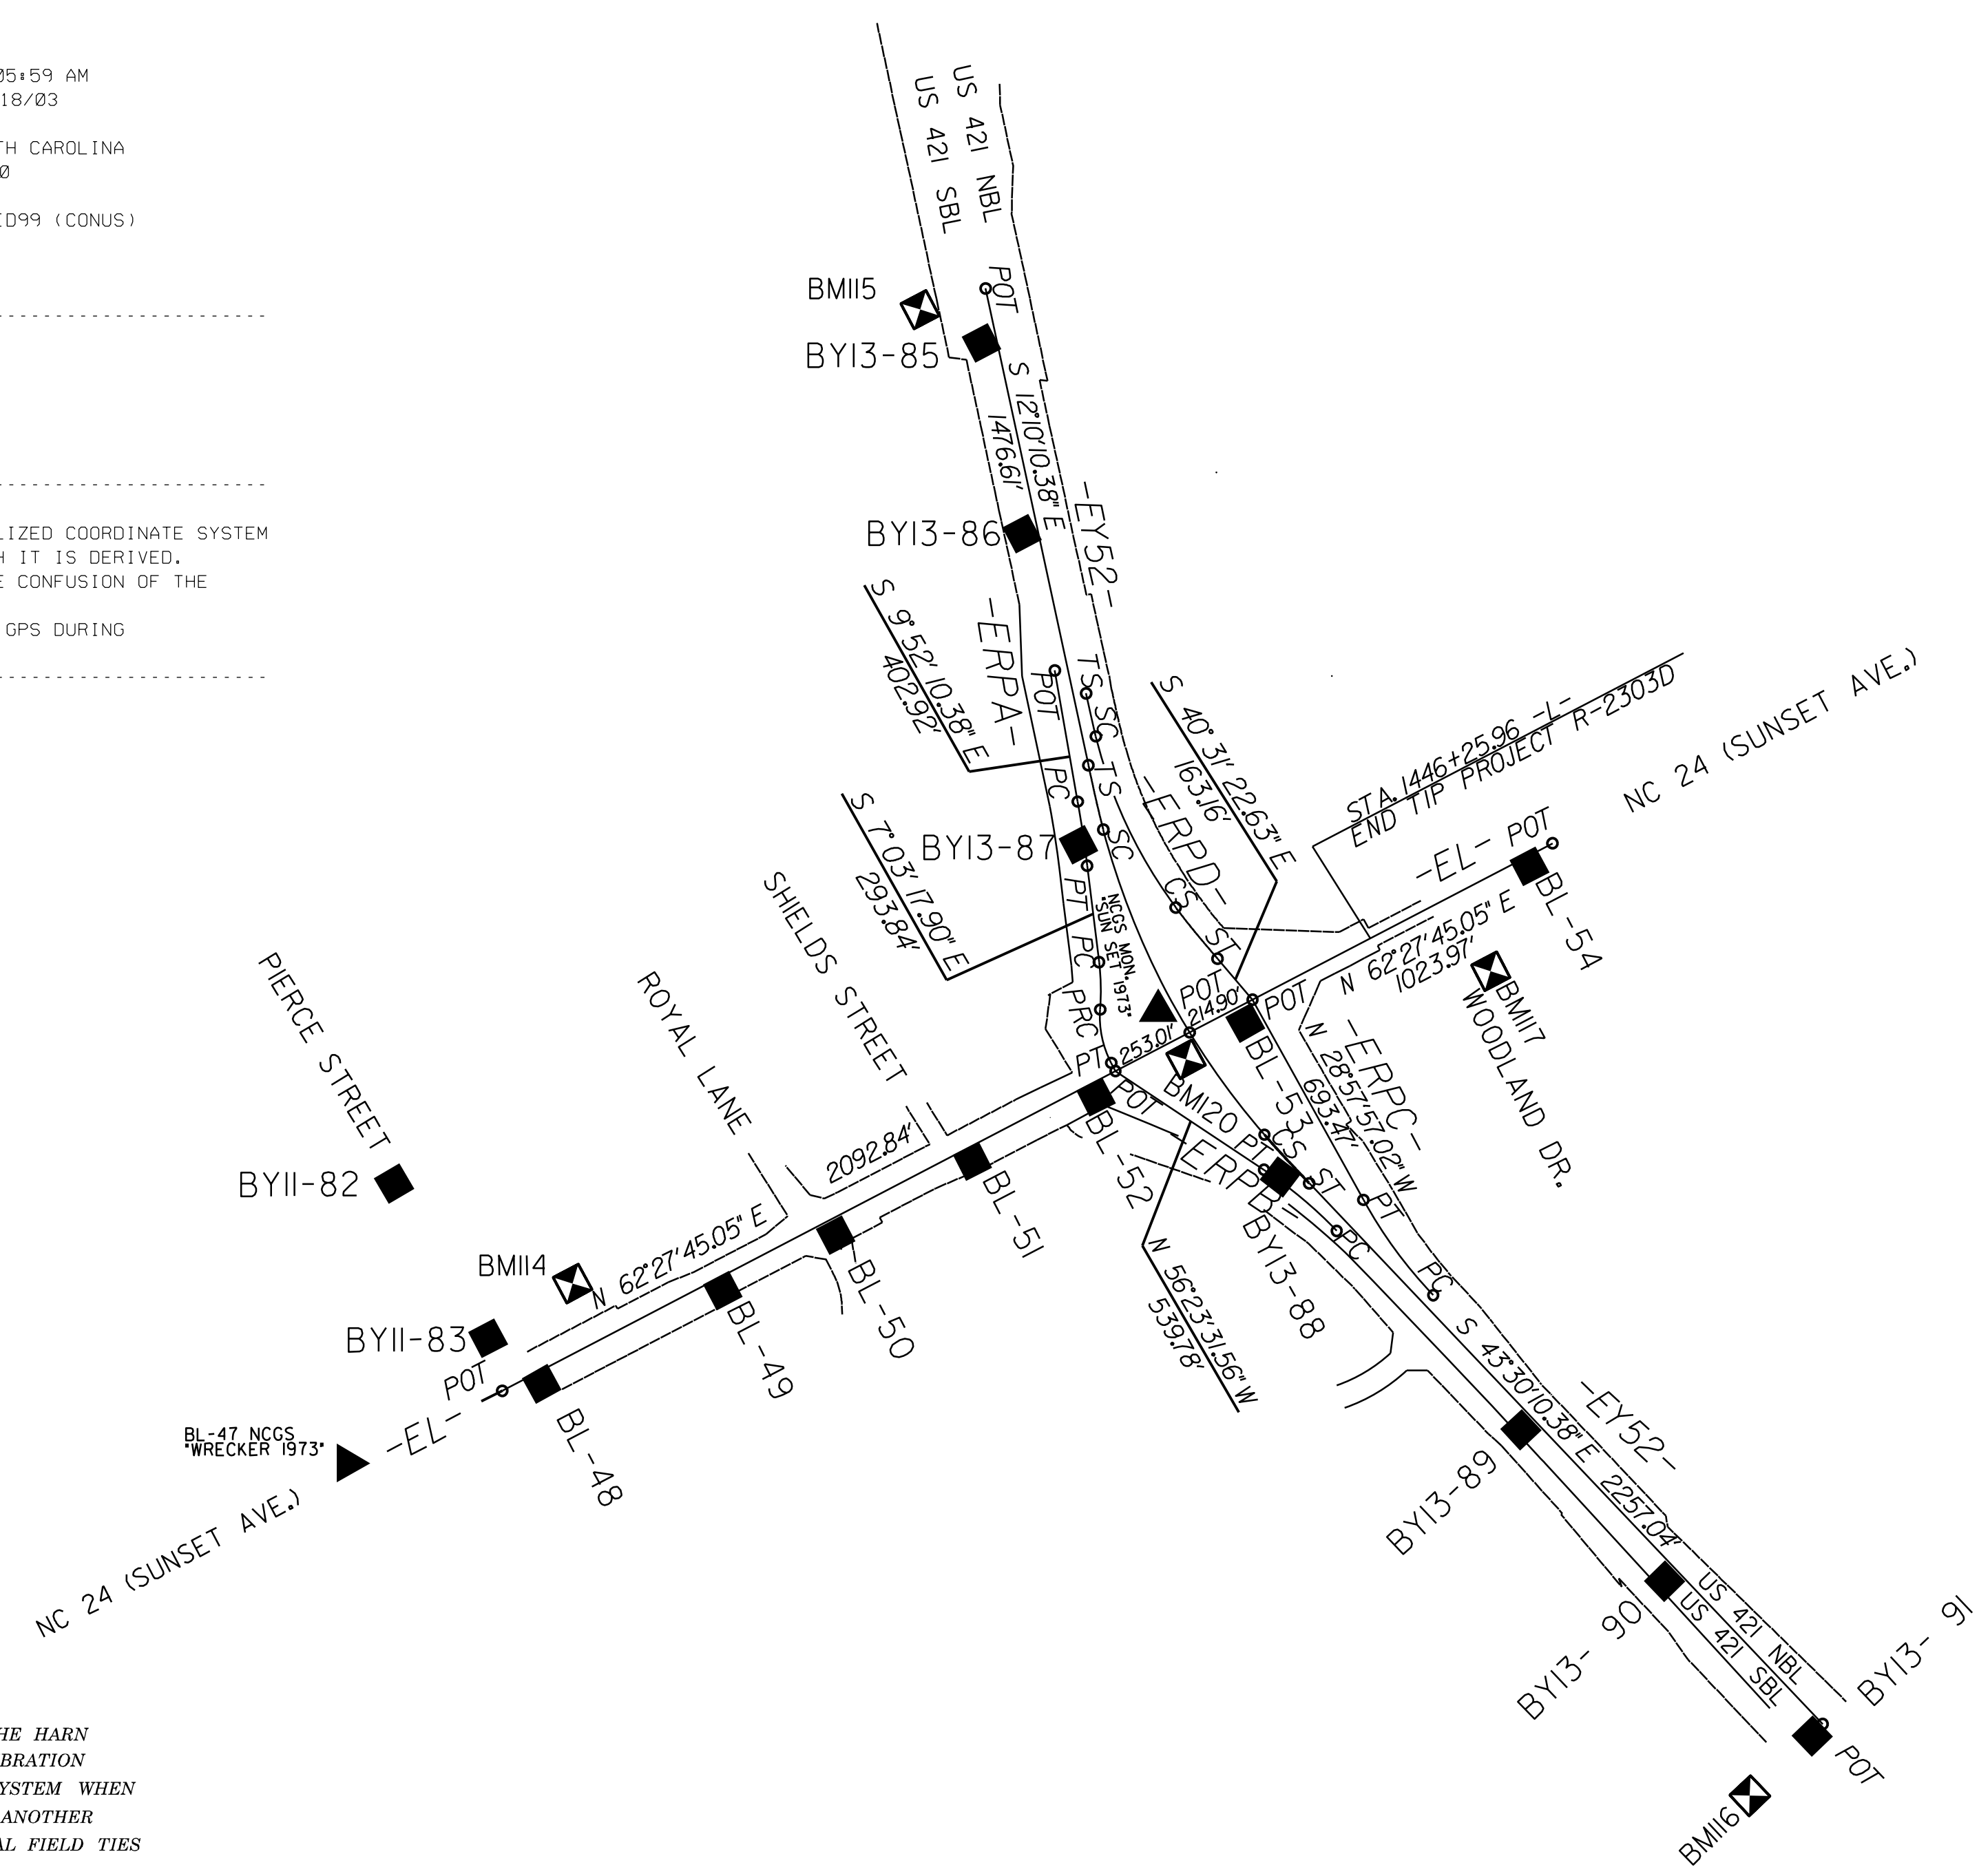 05:59 AM
18/03
TH CAROLINA
0
ID99 (CONUS)
LIZED COORDINATE SYSTEM
H IT IS DERIVED.
E CONFUSION OF THE
GPS DURING
US 421 NBL
US 421 SBL
BM115
POT
BY13-85
S 12°10'10.38" E
1476.61'
BY13-86
-EY52-
S 9°52'10.38" E
402.92'
-ERPA-
POT
TS
SC
S 40°31'22.63" E
163.16'
STA. 1446+25.96 -L-
END TIP PROJECT R-2303D
NC 24 (SUNSET AVE.)
PC
TS
-ERPD-
S 7°03'17.90" E
293.84'
BY13-87
SC
-EL-
POT
BL-54
PT
CS
NCGS MON.
"SUN SET 1973"
ST
N 62°27'45.05" E
1023.97'
BM117
WOODLAND DR.
SHIELDS STREET
ROYAL LANE
PIERCE STREET
PC
PRC
POT
214.90'
POT
253.01'
PT
POT
BM120
BL-53
N 28°57'57.02" W
693.47'
-ERPC-
BL-52
-ERPB-
PT
CS
ST
PT
PC
PC
BY11-82
2092.84'
BL-51
BY13-88
N 56°23'31.56" W
539.78'
BM114
N 62°27'45.05" E
BL-50
BY11-83
BL-49
POT
-EL-
BL-48
BL-47 NCGS
"WRECKER 1973"
NC 24 (SUNSET AVE.)
S 43°30'10.38" E
2257.04'
-EY52-
BY13-89
US 421 NBL
US 421 SBL
BY13- 90
BY13- 91
POT
BM116
HE HARN
BRATION
YSTEM WHEN
ANOTHER
AL FIELD TIES